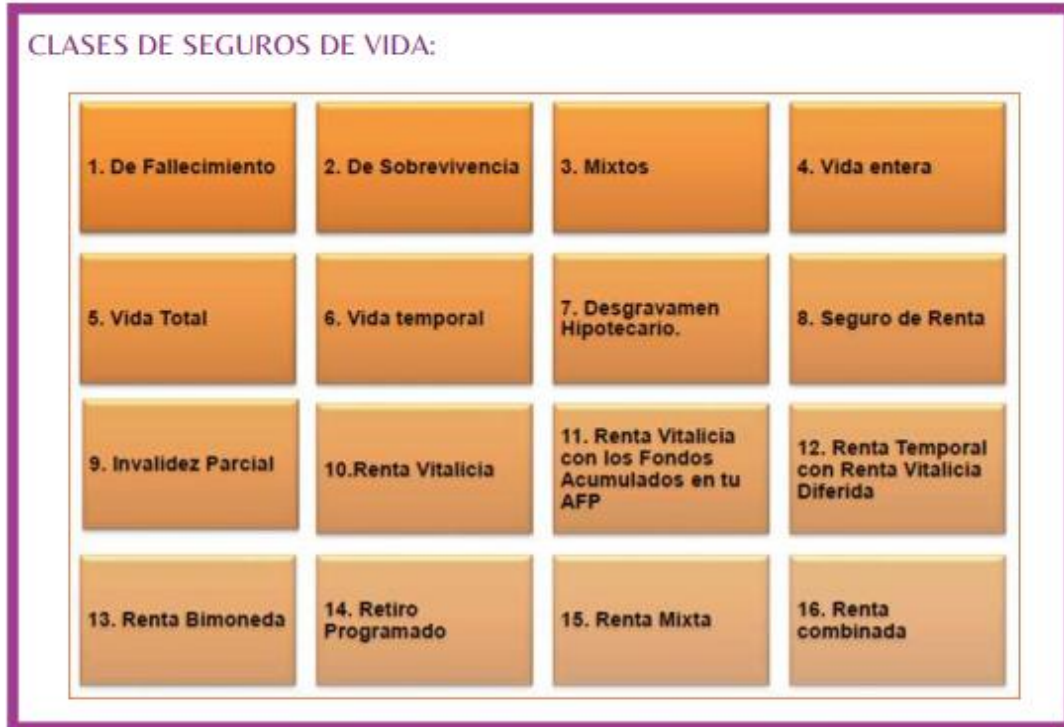 CLASES DE SEGUROS DE VIDA:
1. De Fallecimiento
2. De Sobrevivencia
3. Mixtos
4. Vida entera
5. Vida Total
6. Vida temporal
7. Desgravamen
Hipotecario.
8. Seguro de Renta
9. Invalidez Parcial
10.Renta Vitalicia
11. Renta Vitalicia
con los Fondos
Acumulados en tu
AFP
12. Renta Temporal
con Renta Vitalicia
Diferida
13. Renta Bimoneda
14. Retiro
Programado
15. Renta Mixta
16. Renta
combinada